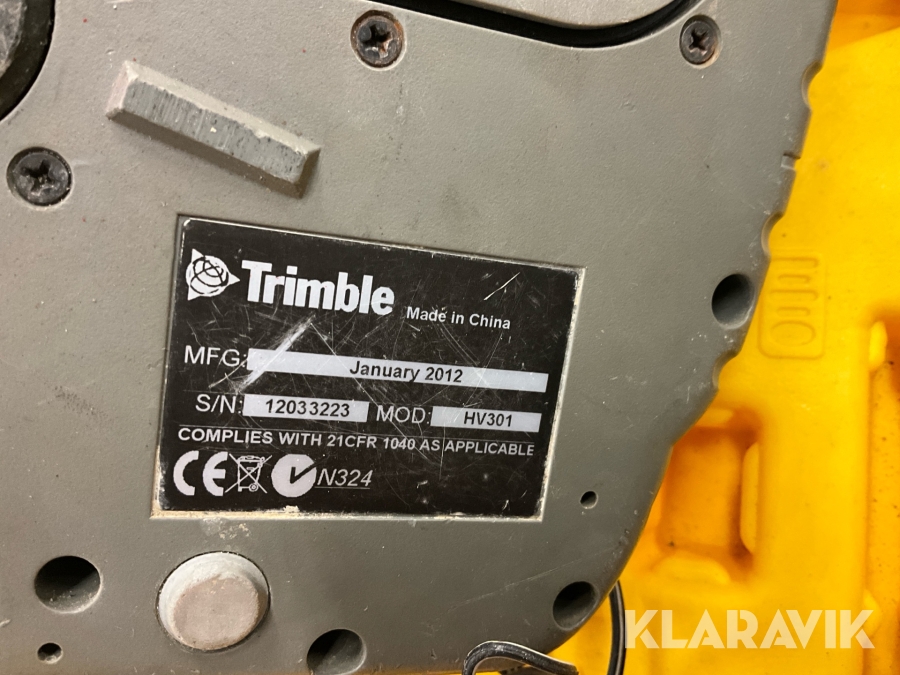 Trimble Made in China
MFG: January 2012
S/N: 12033223 MOD: HV301
COMPLIES WITH 21CFR 1040 AS APPLICABLE
CE N324
KLARAVIK